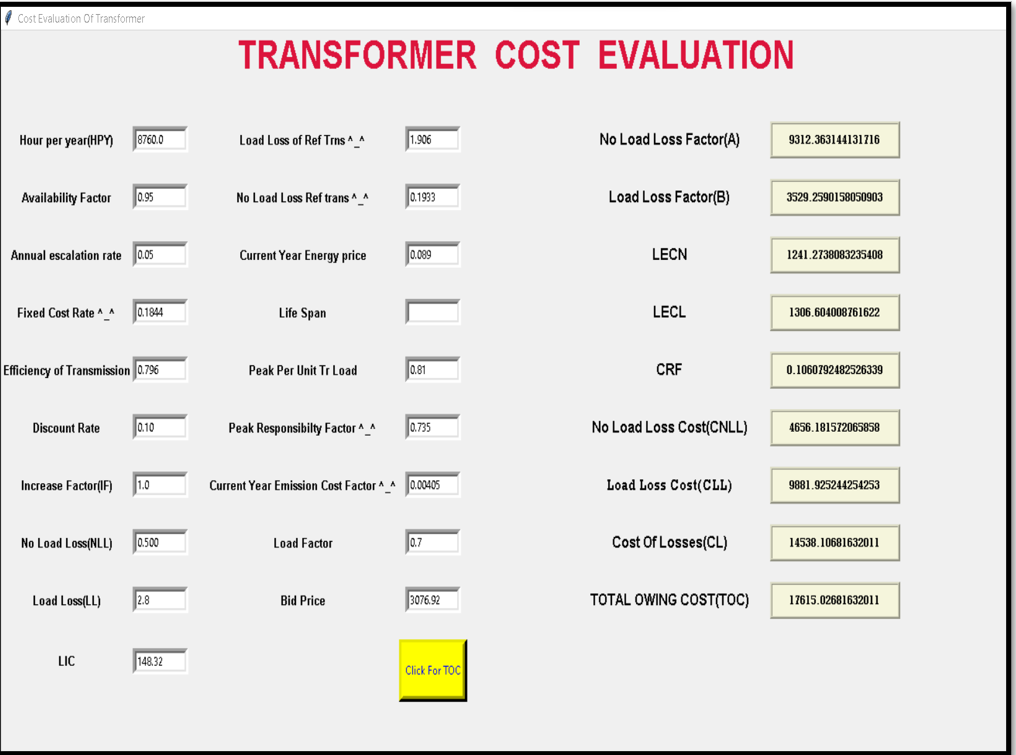 Cost Evaluation Of Transformer
TRANSFORMER COST EVALUATION
Hour per year(HPY) 8760.0 Load Loss of Ref Trns ^_^ 1.906 No Load Loss Factor(A) 9312.363144131716
Availability Factor 0.95 No Load Loss Ref trans ^_^ 0.1933 Load Loss Factor(B) 3529.2590158050903
Annual escalation rate 0.05 Current Year Energy price 0.089 LECN 1241.2738083235408
Fixed Cost Rate ^_^ 0.1844 Life Span LECL 1306.604008761622
Efficiency of Transmission 0.796 Peak Per Unit Tr Load 0.81 CRF 0.1060792482526339
Discount Rate 0.10 Peak Responsibilty Factor ^_^ 0.735 No Load Loss Cost(CNLL) 4656.181572065858
Increase Factor(IF) 1.0 Current Year Emission Cost Factor ^_^ 0.00405 Load Loss Cost(CLL) 9881.925244254253
No Load Loss(NLL) 0.500 Load Factor 0.7 Cost Of Losses(CL) 14538.10681632011
Load Loss(LL) 2.8 Bid Price 3076.92 TOTAL OWING COST(TOC) 17615.02681632011
LIC 148.32 Click For TOC